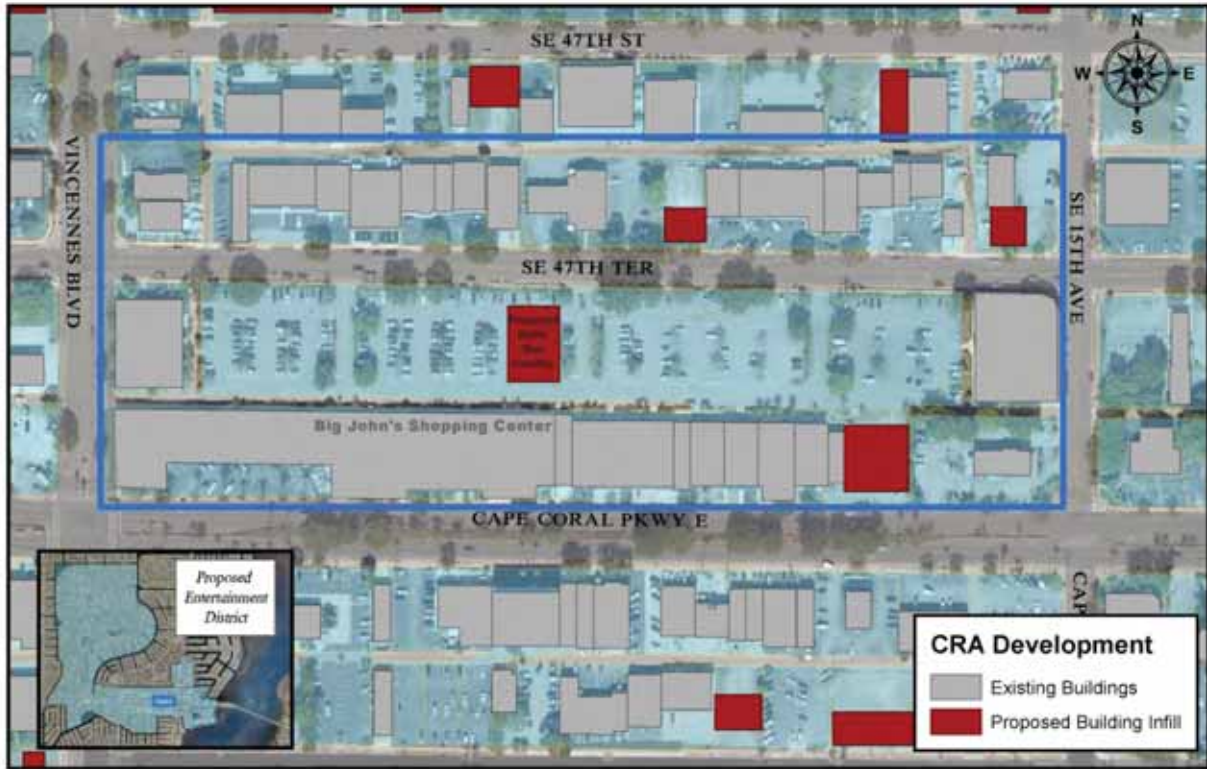 SE 47TH ST
N
W
E
S
VINCENNES BLVD
SE 15TH AVE
SE 47TH TER
Big John's Shopping Center
CAPE CORAL PKWY E
CAP
Proposed
Entertainment
District
CRA Development
Existing Buildings
Proposed Building Infill